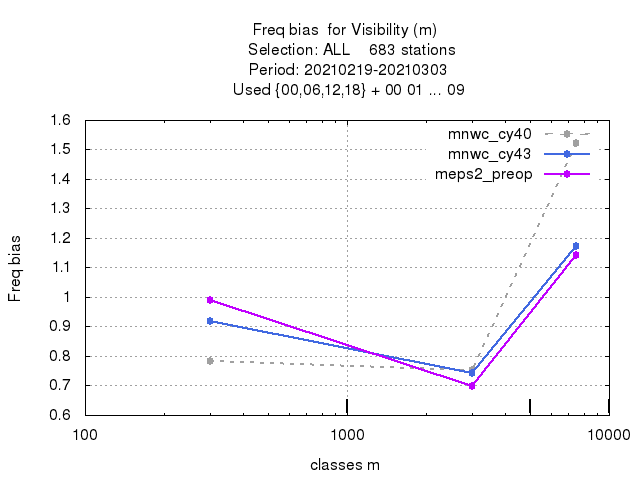 Freq bias  for Visibility (m)
Selection: ALL    683 stations
Period: 20210219-20210303
Used {00,06,12,18} + 00 01 ... 09
mnwc_cy40
mnwc_cy43
meps2_preop
1.6
1.5
1.4
1.3
1.2
1.1
1
0.9
0.8
0.7
0.6
Freq bias
100
1000
10000
classes m